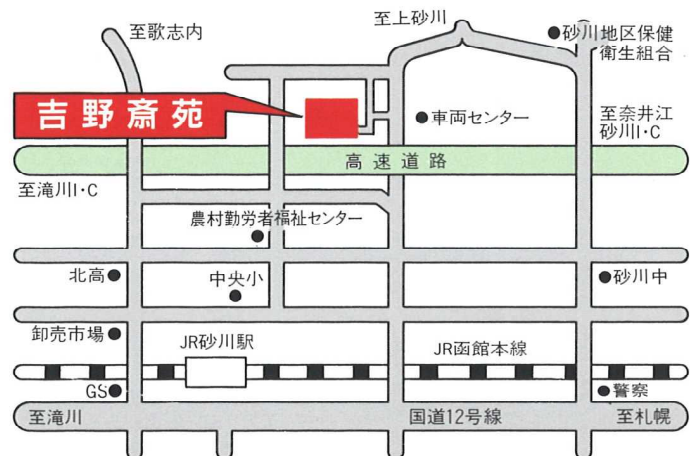 至歌志内
至上砂川
砂川地区保健
衛生組合
吉野斎苑
車両センター
至奈井江
砂川I・C
高速道路
至滝川I・C
農村勤労者福祉センター
北高
中央小
砂川中
卸売市場
JR砂川駅
JR函館本線
GS
警察
至滝川
国道12号線
至札幌